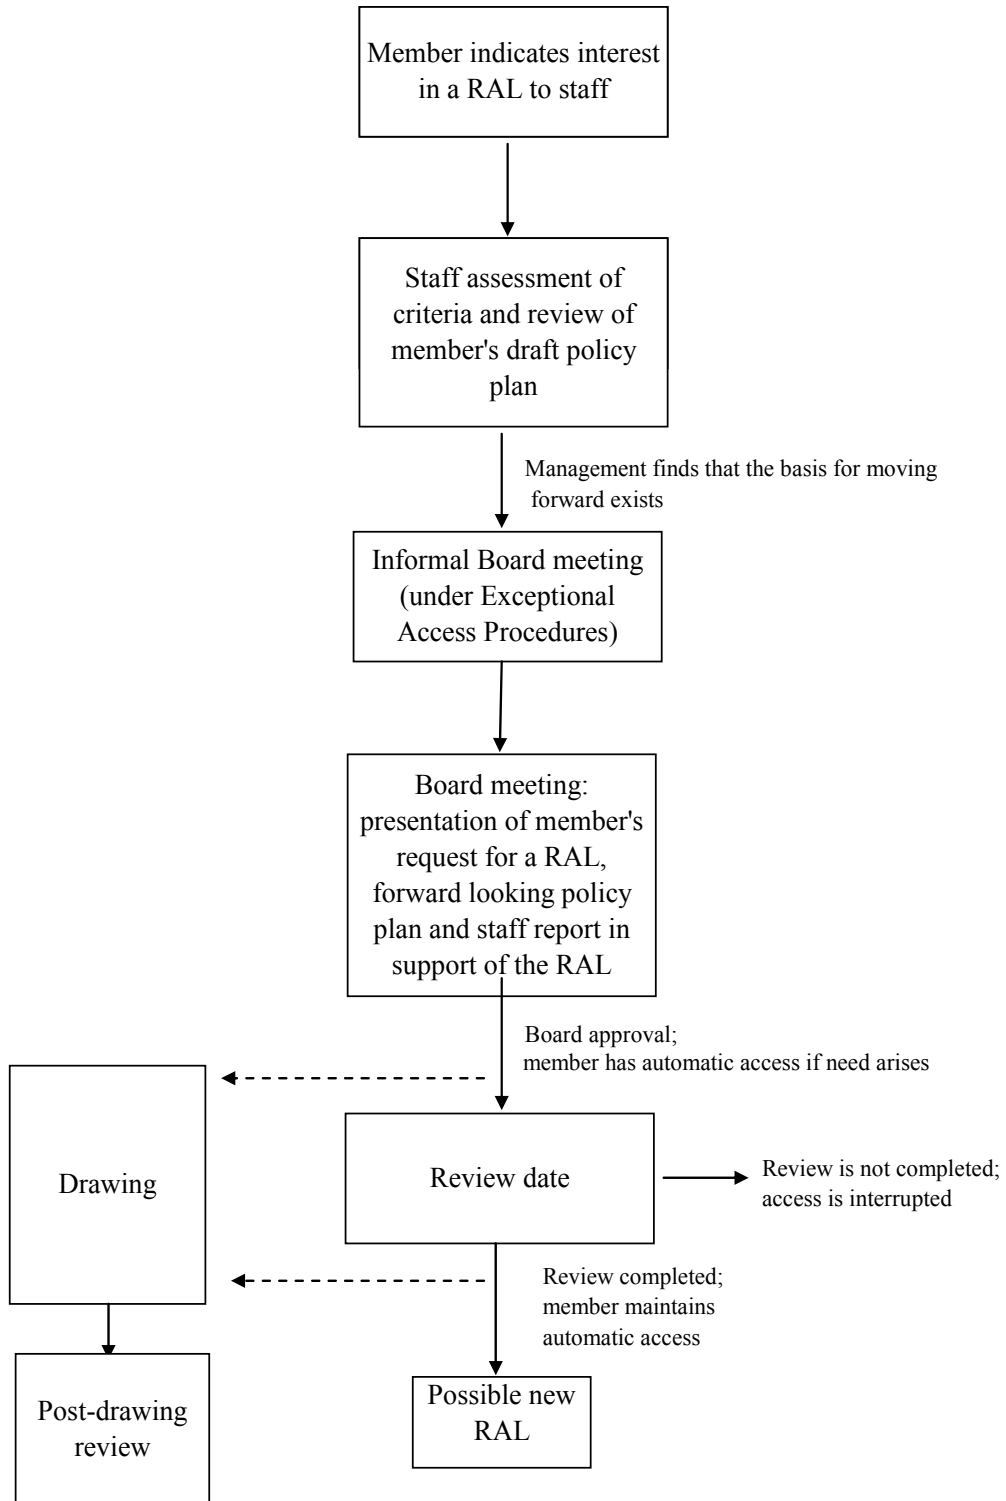 Member indicates interest
in a RAL to staff
Staff assessment of
criteria and review of
member's draft policy
plan
Management finds that the basis for moving
forward exists
Informal Board meeting
(under Exceptional
Access Procedures)
Board meeting:
presentation of member's
request for a RAL,
forward looking policy
plan and staff report in
support of the RAL
Board approval;
member has automatic access if need arises
Drawing
Review date
Review is not completed;
access is interrupted
Review completed;
member maintains
automatic access
Post-drawing
review
Possible new
RAL